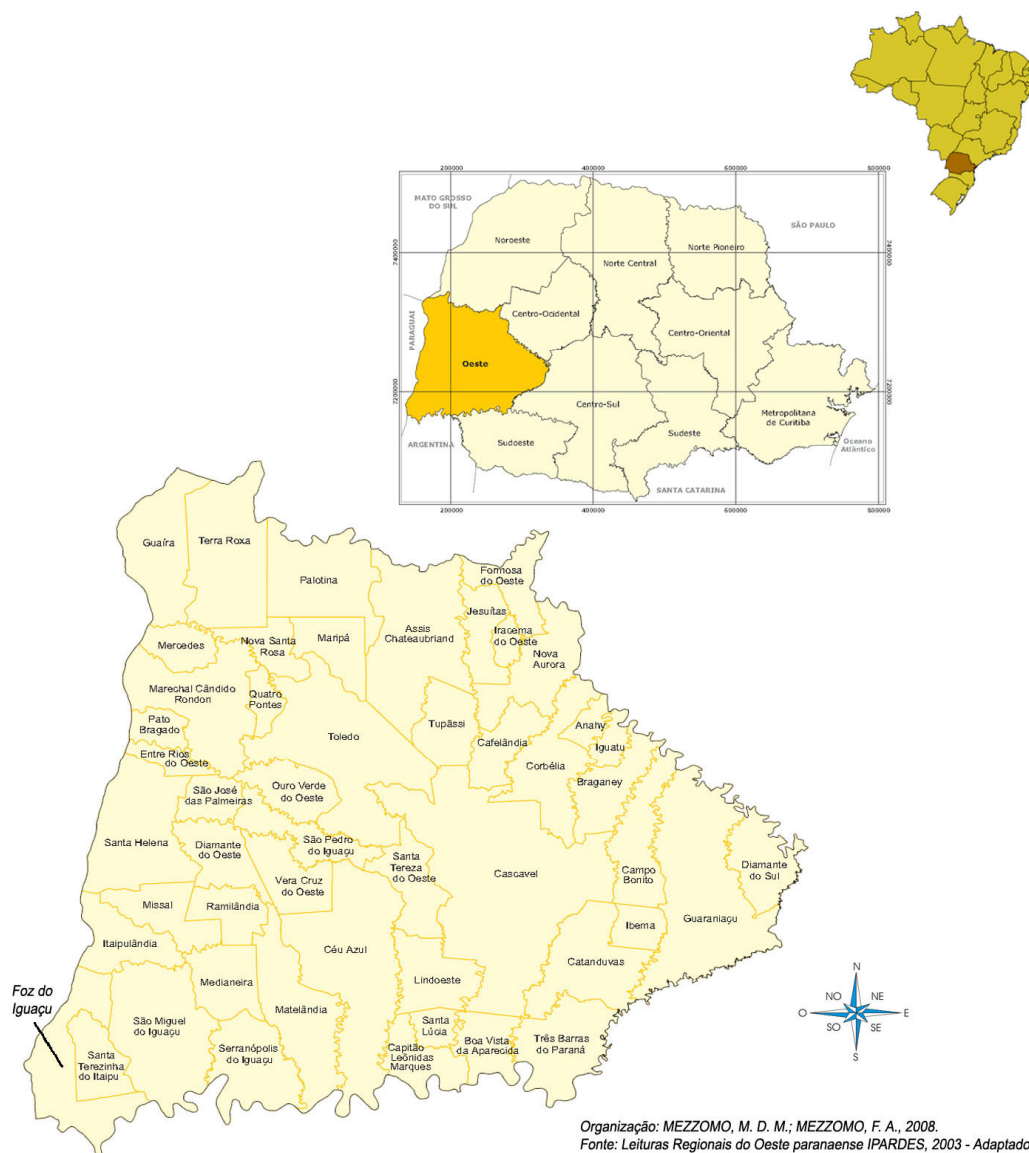 200000
400000
600000
800000
MATO GROSSO
DO SUL
SÃO PAULO
Noroeste
Norte Pioneiro
7400000
7400000
Norte Central
Centro-Ocidental
Centro-Oriental
PARAGUAI
Oeste
7200000
7200000
Centro-Sul
Metropolitana
de Curitiba
Sudeste
ARGENTINA
Sudoeste
Oceano
Atlântico
SANTA CATARINA
200000
400000
600000
800000
Guaíra
Terra Roxa
Palotina
Formosa
do Oeste
Jesuítas
Assis
Chateaubriand
Iracema
do Oeste
Mercedes
Nova Santa
Rosa
Maripá
Nova
Aurora
Marechal Cândido
Rondon
Quatro
Pontes
Pato
Bragado
Toledo
Tupãssi
Cafelândia
Anahy
Iguatu
Corbélia
Braganey
Entre Rios
do Oeste
São José
das Palmeiras
Ouro Verde
do Oeste
Santa Helena
Diamante
do Oeste
São Pedro
do Iguaçu
Vera Cruz
do Oeste
Santa
Tereza
do Oeste
Cascavel
Campo
Bonito
Diamante
do Sul
Missal
Ramilândia
Ibema
Guaraniaçu
Itaipulândia
Céu Azul
Catanduvas
Medianeira
Lindoeste
Foz do
Iguaçu
Matelândia
São Miguel
do Iguaçu
Santa
Lúcia
Santa
Terezinha
do Itaipu
Serranópolis
do Iguaçu
Capitão
Leônidas
Marques
Boa Vista
da Aparecida
Três Barras
do Paraná
N
NO
NE
O
E
SO
SE
S
Organização: MEZZOMO, M. D. M.; MEZZOMO, F. A., 2008.
Fonte: Leituras Regionais do Oeste paranaense IPARDES, 2003 - Adaptado